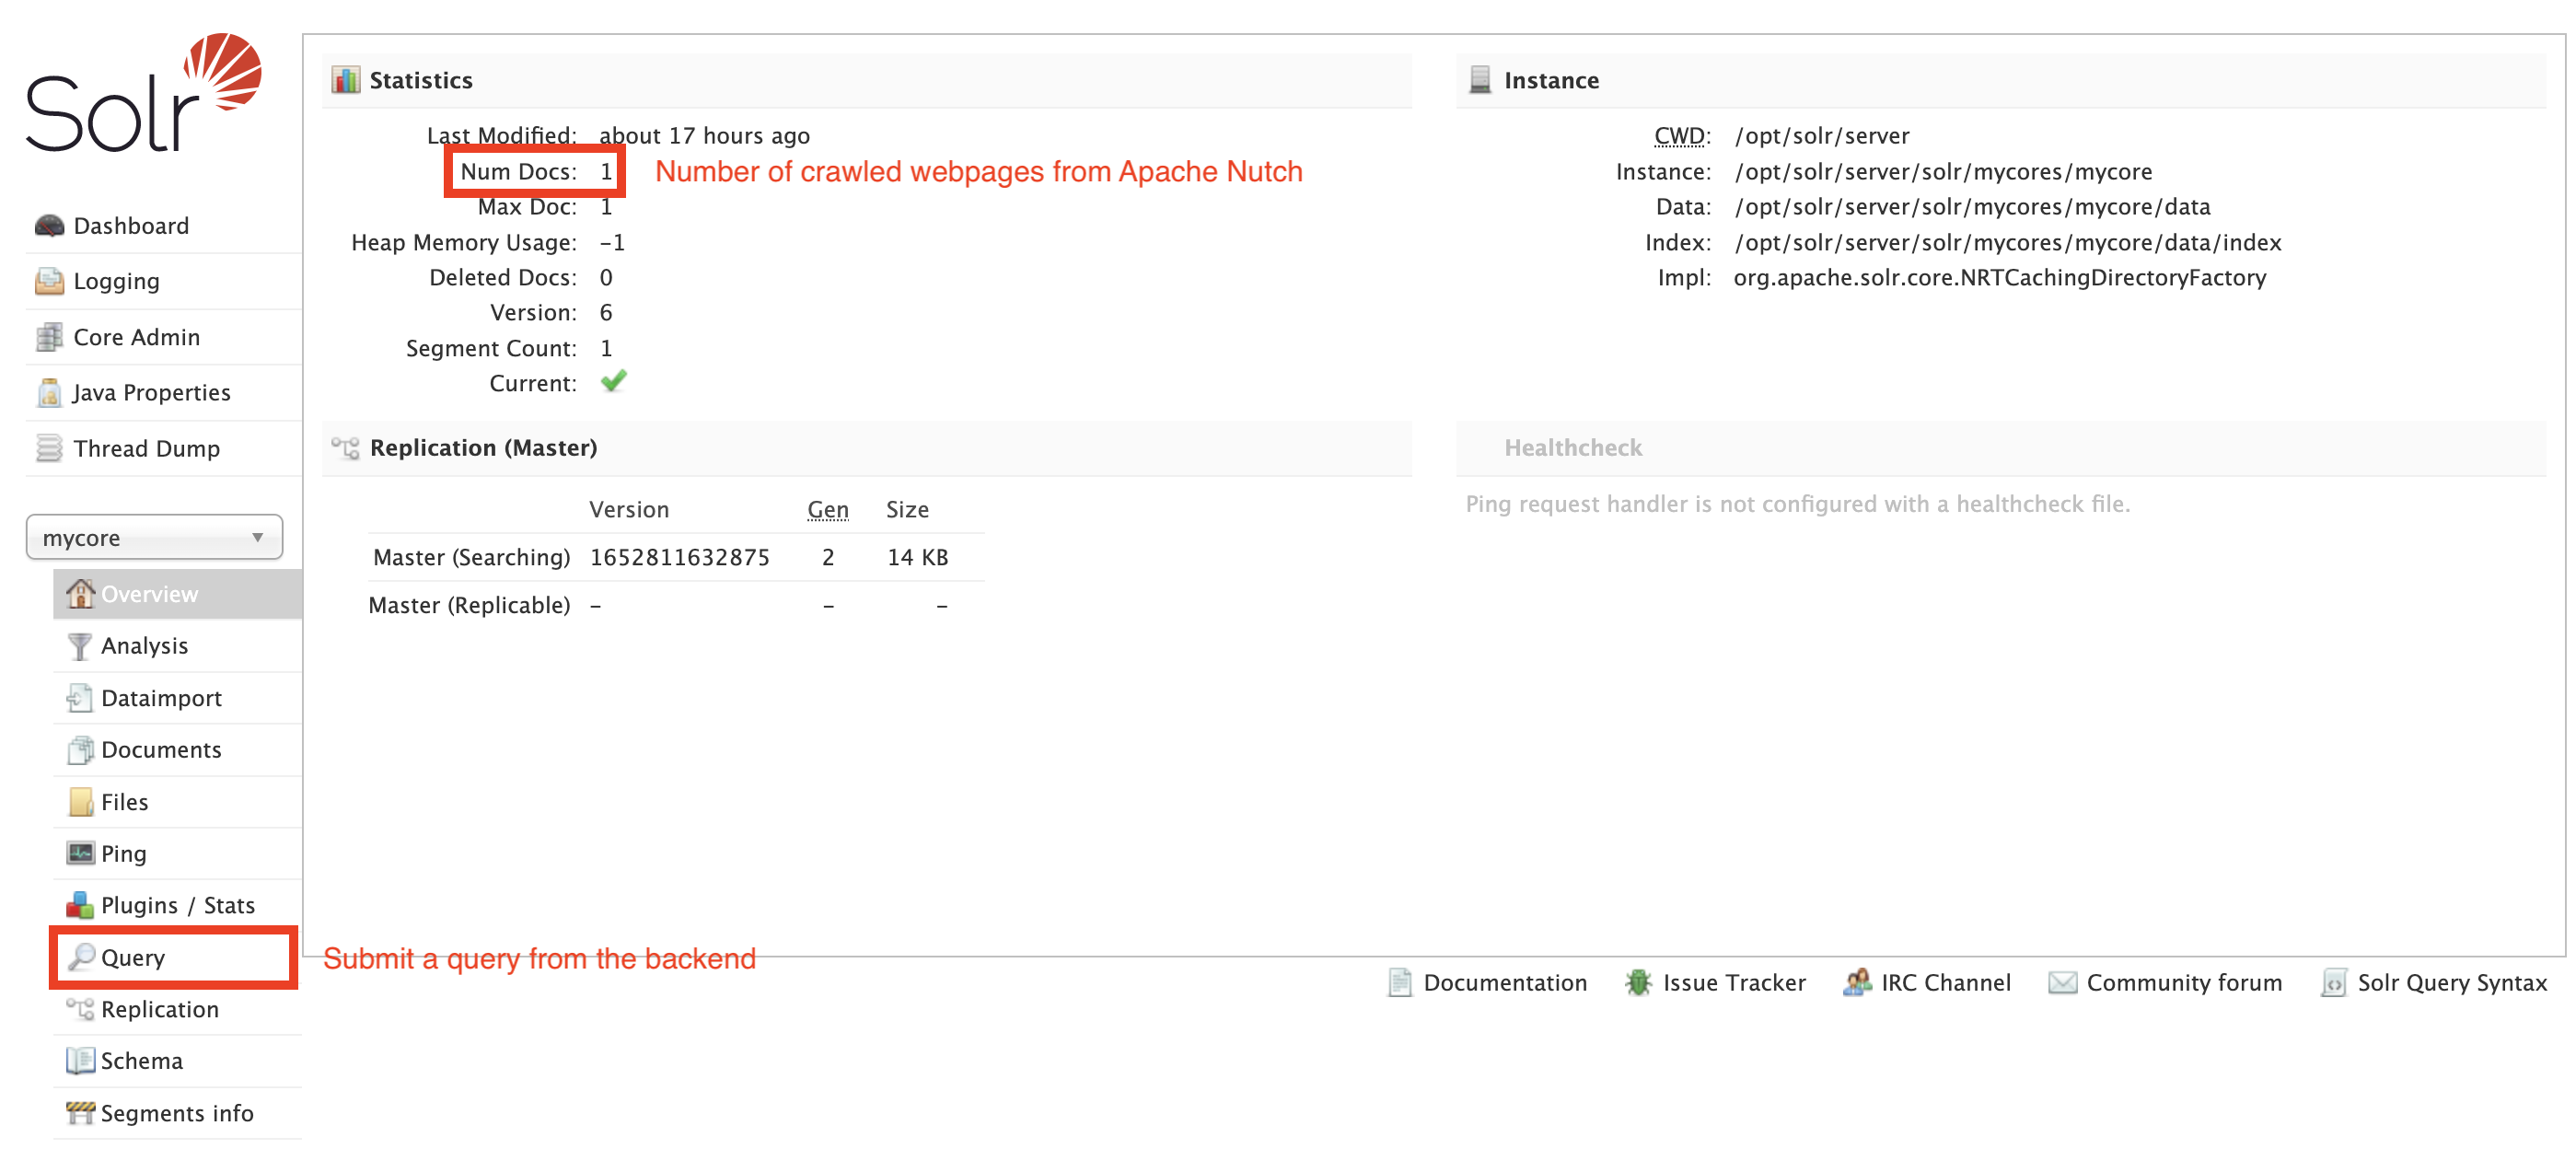 Solr
Dashboard
Logging
Core Admin
Java Properties
Thread Dump
mycore
Overview
Analysis
Dataimport
Documents
Files
Ping
Plugins / Stats
Query
Replication
Schema
Segments info
Statistics
Last Modified: about 17 hours ago
Num Docs: 1 Number of crawled webpages from Apache Nutch
Max Doc: 1
Heap Memory Usage: -1
Deleted Docs: 0
Version: 6
Segment Count: 1
Current:
Instance
CWD: /opt/solr/server
Instance: /opt/solr/server/solr/mycores/mycore
Data: /opt/solr/server/solr/mycores/mycore/data
Index: /opt/solr/server/solr/mycores/mycore/data/index
Impl: org.apache.solr.core.NRTCachingDirectoryFactory
Replication (Master)
Version Gen Size
Master (Searching) 1652811632875 2 14 KB
Master (Replicable) - - -
Healthcheck
Ping request handler is not configured with a healthcheck file.
Submit a query from the backend
Documentation Issue Tracker IRC Channel Community forum Solr Query Syntax